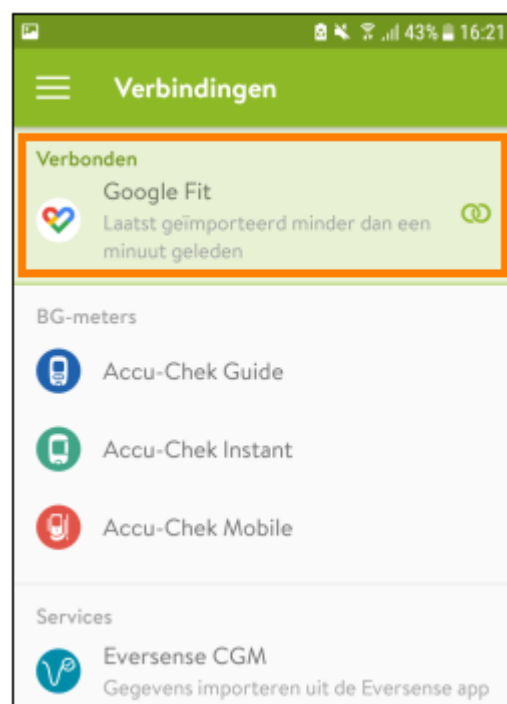 43% 16:21
Verbindingen
Verbonden
Google Fit
Laatst geïmporteerd minder dan een
minuut geleden
BG-meters
Accu-Chek Guide
Accu-Chek Instant
Accu-Chek Mobile
Services
Eversense CGM
Gegevens importeren uit de Eversense app